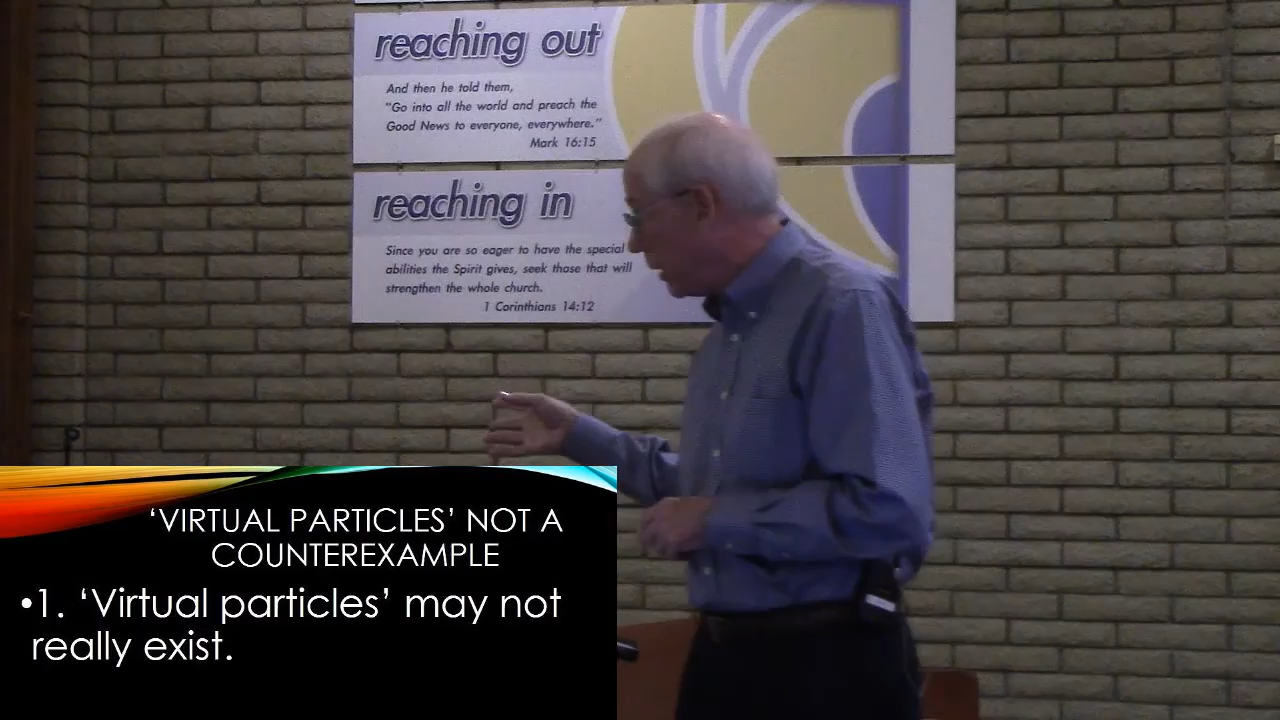 reaching out
And then he told them,
"Go into all the world and preach the
Good News to everyone, everywhere."
Mark 16:15
reaching in
Since you are so eager to have the special
abilities the Spirit gives, seek those that will
strengthen the whole church.
1 Corinthians 14:12
‘VIRTUAL PARTICLES’ NOT A
COUNTEREXAMPLE
•1. ‘Virtual particles’ may not
really exist.